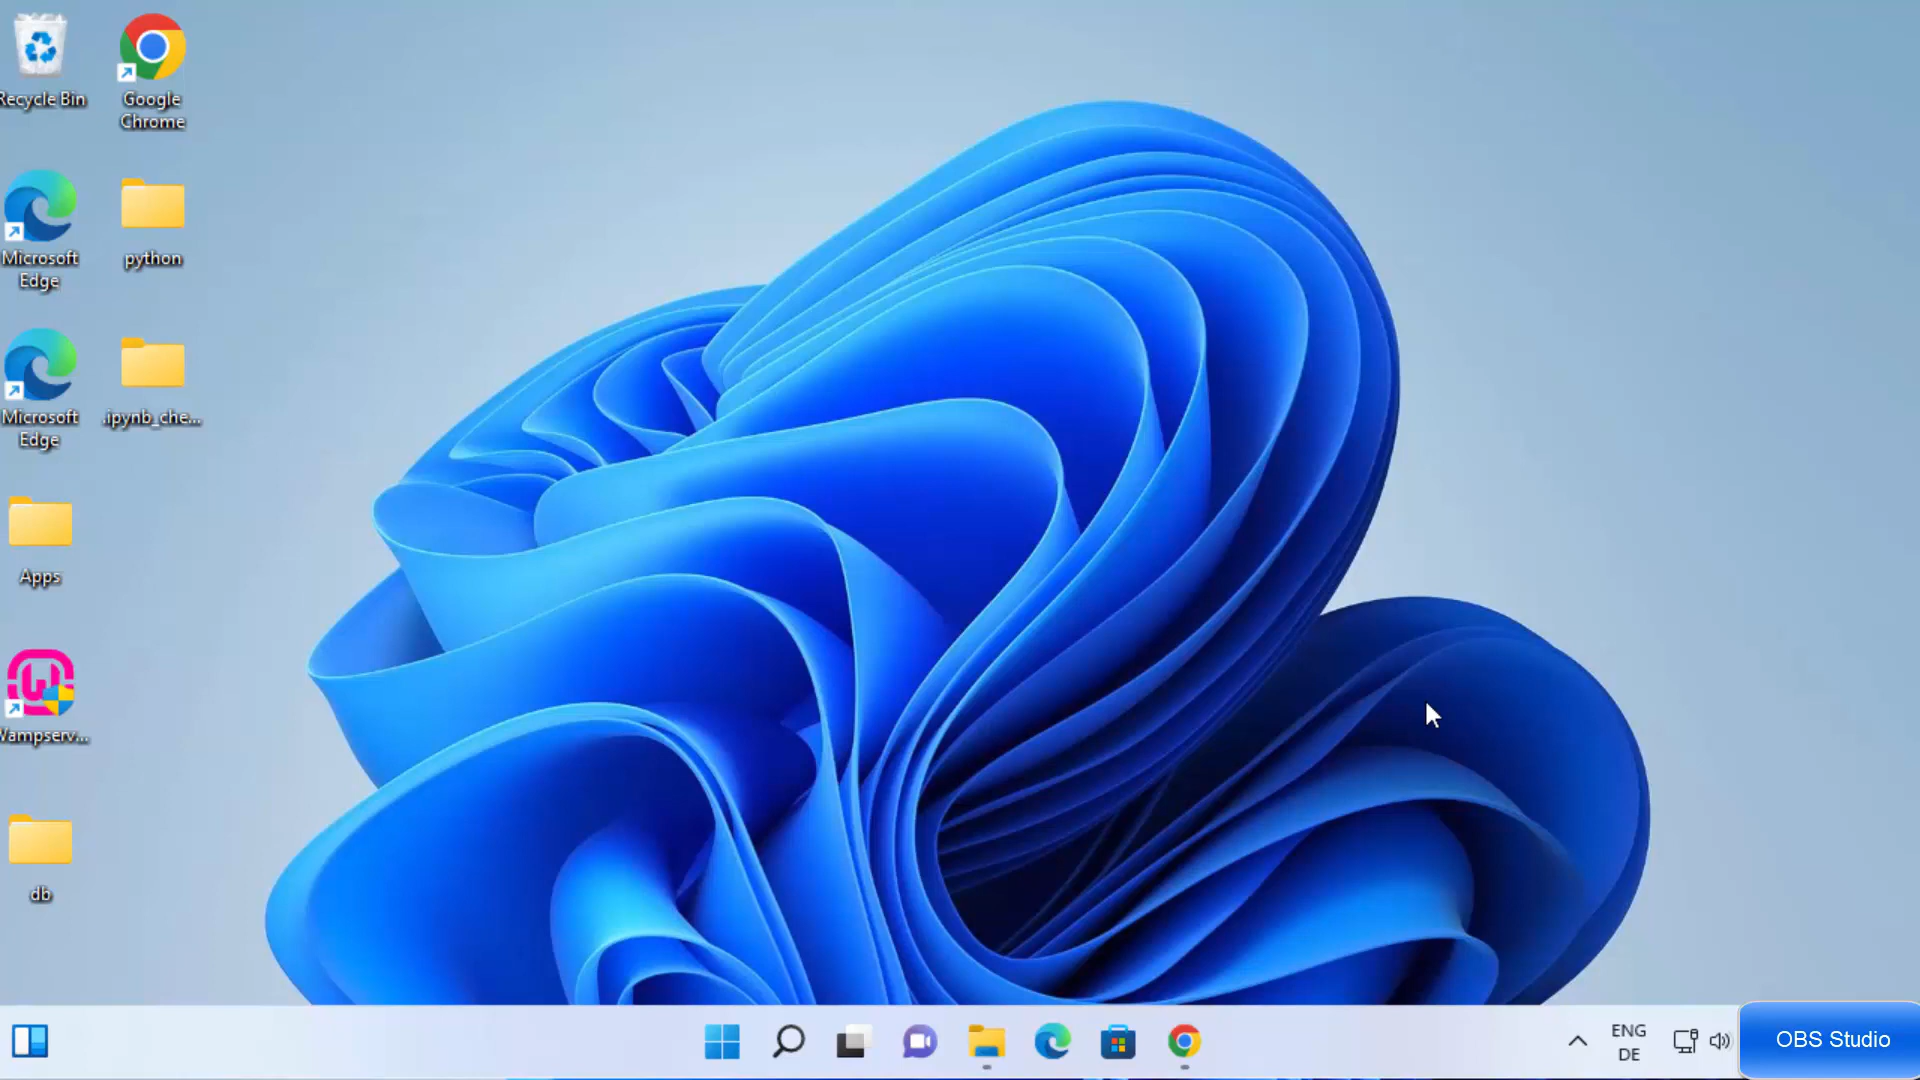 Recycle Bin
Google
Chrome
Microsoft
Edge
python
Microsoft
Edge
.ipynb_che...
Apps
Wampserv...
db
ENG
DE
OBS Studio